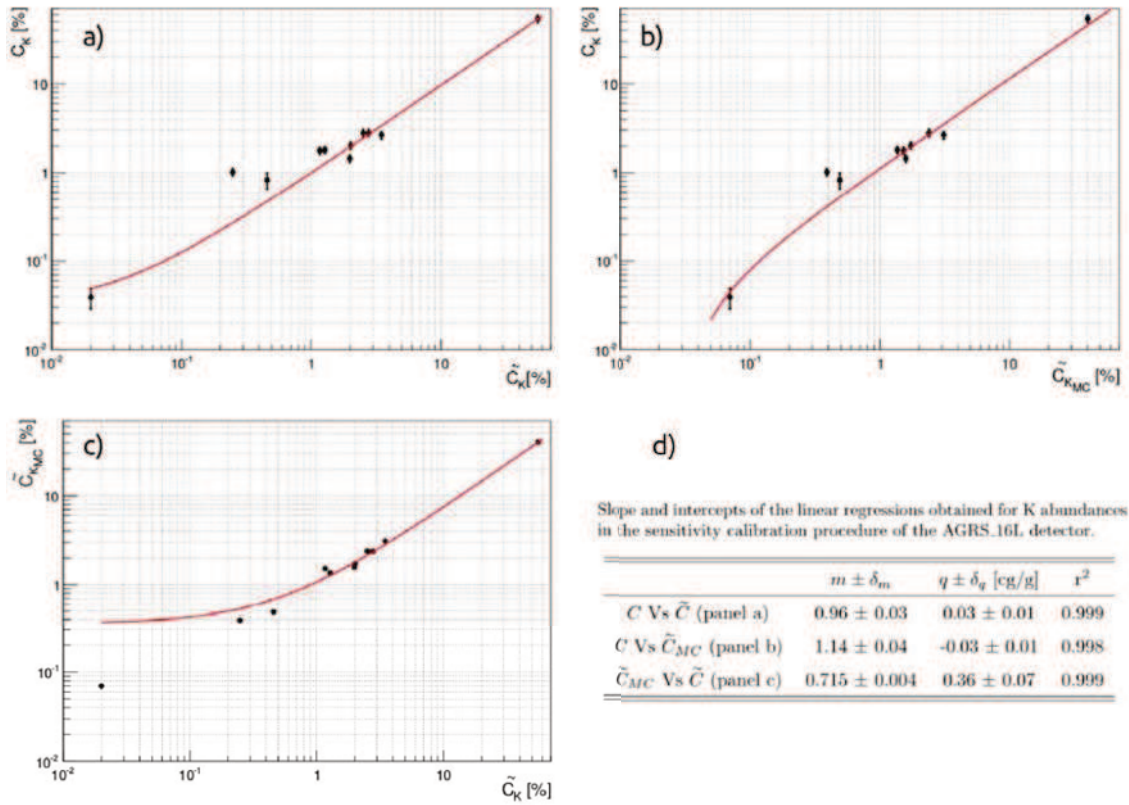 a)
C_K [%]
10
1
10^-1
10^-2
10^-2 10^-1 1 10
C̃_K[%]
b)
C_K [%]
10
1
10^-1
10^-2
10^-2 10^-1 1 10
C̃_K_MC [%]
c)
C̃_K_MC [%]
10
1
10^-1
10^-2
10^-2 10^-1 1 10
C̃_K [%]
d)
Slope and intercepts of the linear regressions obtained for K abundances
in the sensitivity calibration procedure of the AGRS_16L detector.
m ± δ_m q ± δ_q [cg/g] r^2
C Vs C̃ (panel a) 0.96 ± 0.03 0.03 ± 0.01 0.999
C Vs C̃_MC (panel b) 1.14 ± 0.04 -0.03 ± 0.01 0.998
C̃_MC Vs C̃ (panel c) 0.715 ± 0.004 0.36 ± 0.07 0.999